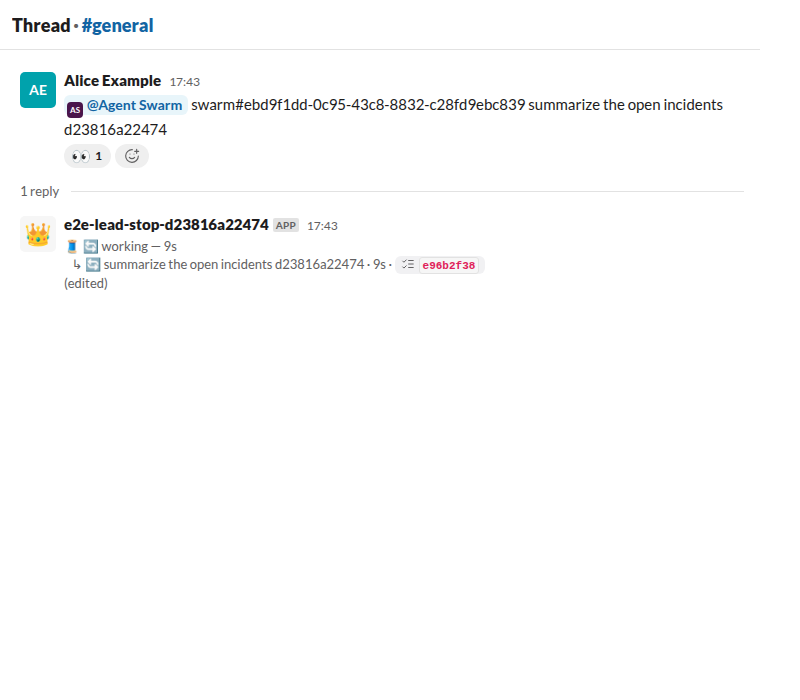 Thread • #general
AE
Alice Example 17:43
AS @Agent Swarm swarm#ebd9f1dd-0c95-43c8-8832-c28fd9ebc839 summarize the open incidents
d23816a22474
👀 1
1 reply
e2e-lead-stop-d23816a22474 APP 17:43
🧵 🔄 working — 9s
↳ 🔄 summarize the open incidents d23816a22474 · 9s · e96b2f38
(edited)